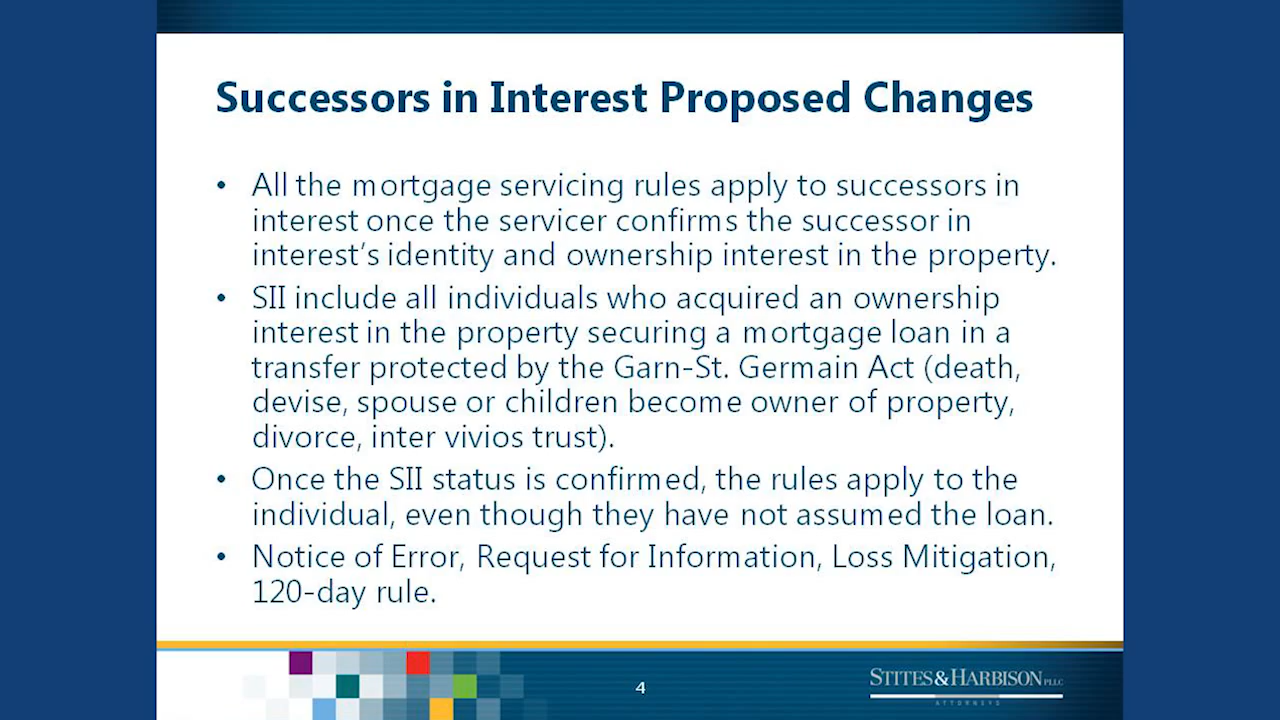 Successors in Interest Proposed Changes
• All the mortgage servicing rules apply to successors in
interest once the servicer confirms the successor in
interest's identity and ownership interest in the property.
• SII include all individuals who acquired an ownership
interest in the property securing a mortgage loan in a
transfer protected by the Garn-St. Germain Act (death,
devise, spouse or children become owner of property,
divorce, inter vivios trust).
• Once the SII status is confirmed, the rules apply to the
individual, even though they have not assumed the loan.
• Notice of Error, Request for Information, Loss Mitigation,
120-day rule.
4
STITES & HARBISON PLLC
ATTORNEYS